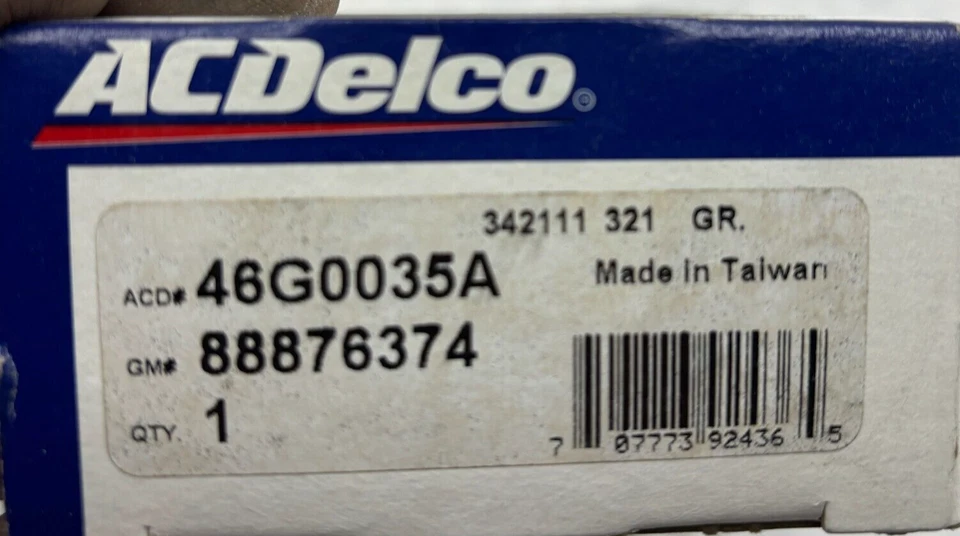 ACDelco®
342111 321 GR.
ACD# 46G0035A
Made in Taiwan
GM# 88876374
QTY. 1
7 07773 92436 5